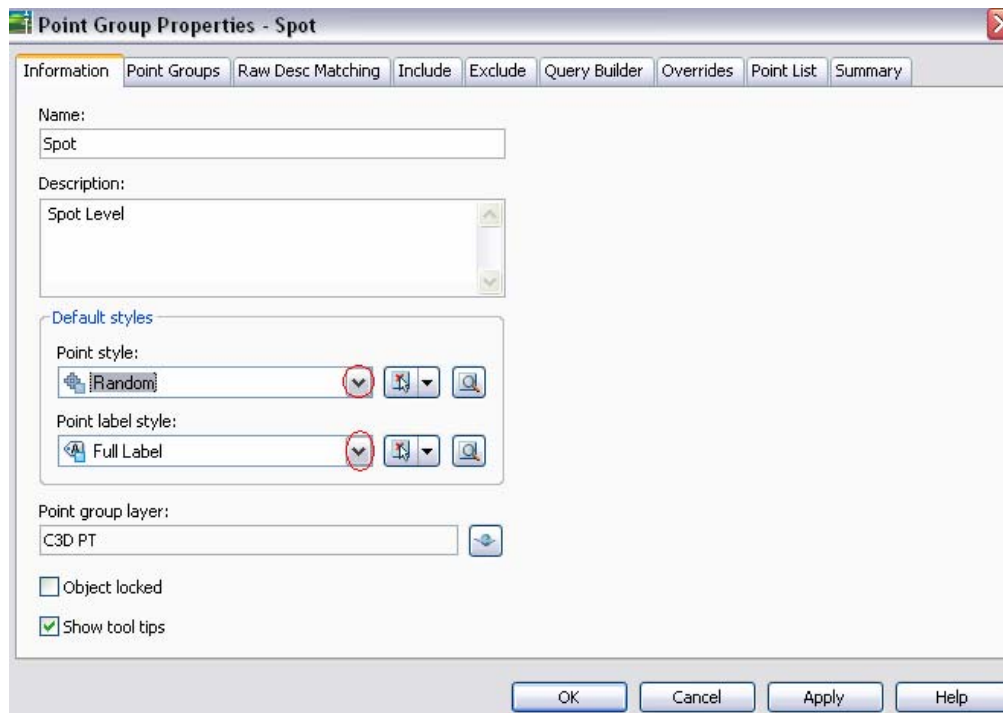 Point Group Properties - Spot
Information Point Groups Raw Desc Matching Include Exclude Query Builder Overrides Point List Summary
Name:
Spot
Description:
Spot Level
Default styles
Point style:
Random
Point label style:
Full Label
Point group layer:
C3D PT
Object locked
Show tool tips
OK Cancel Apply Help